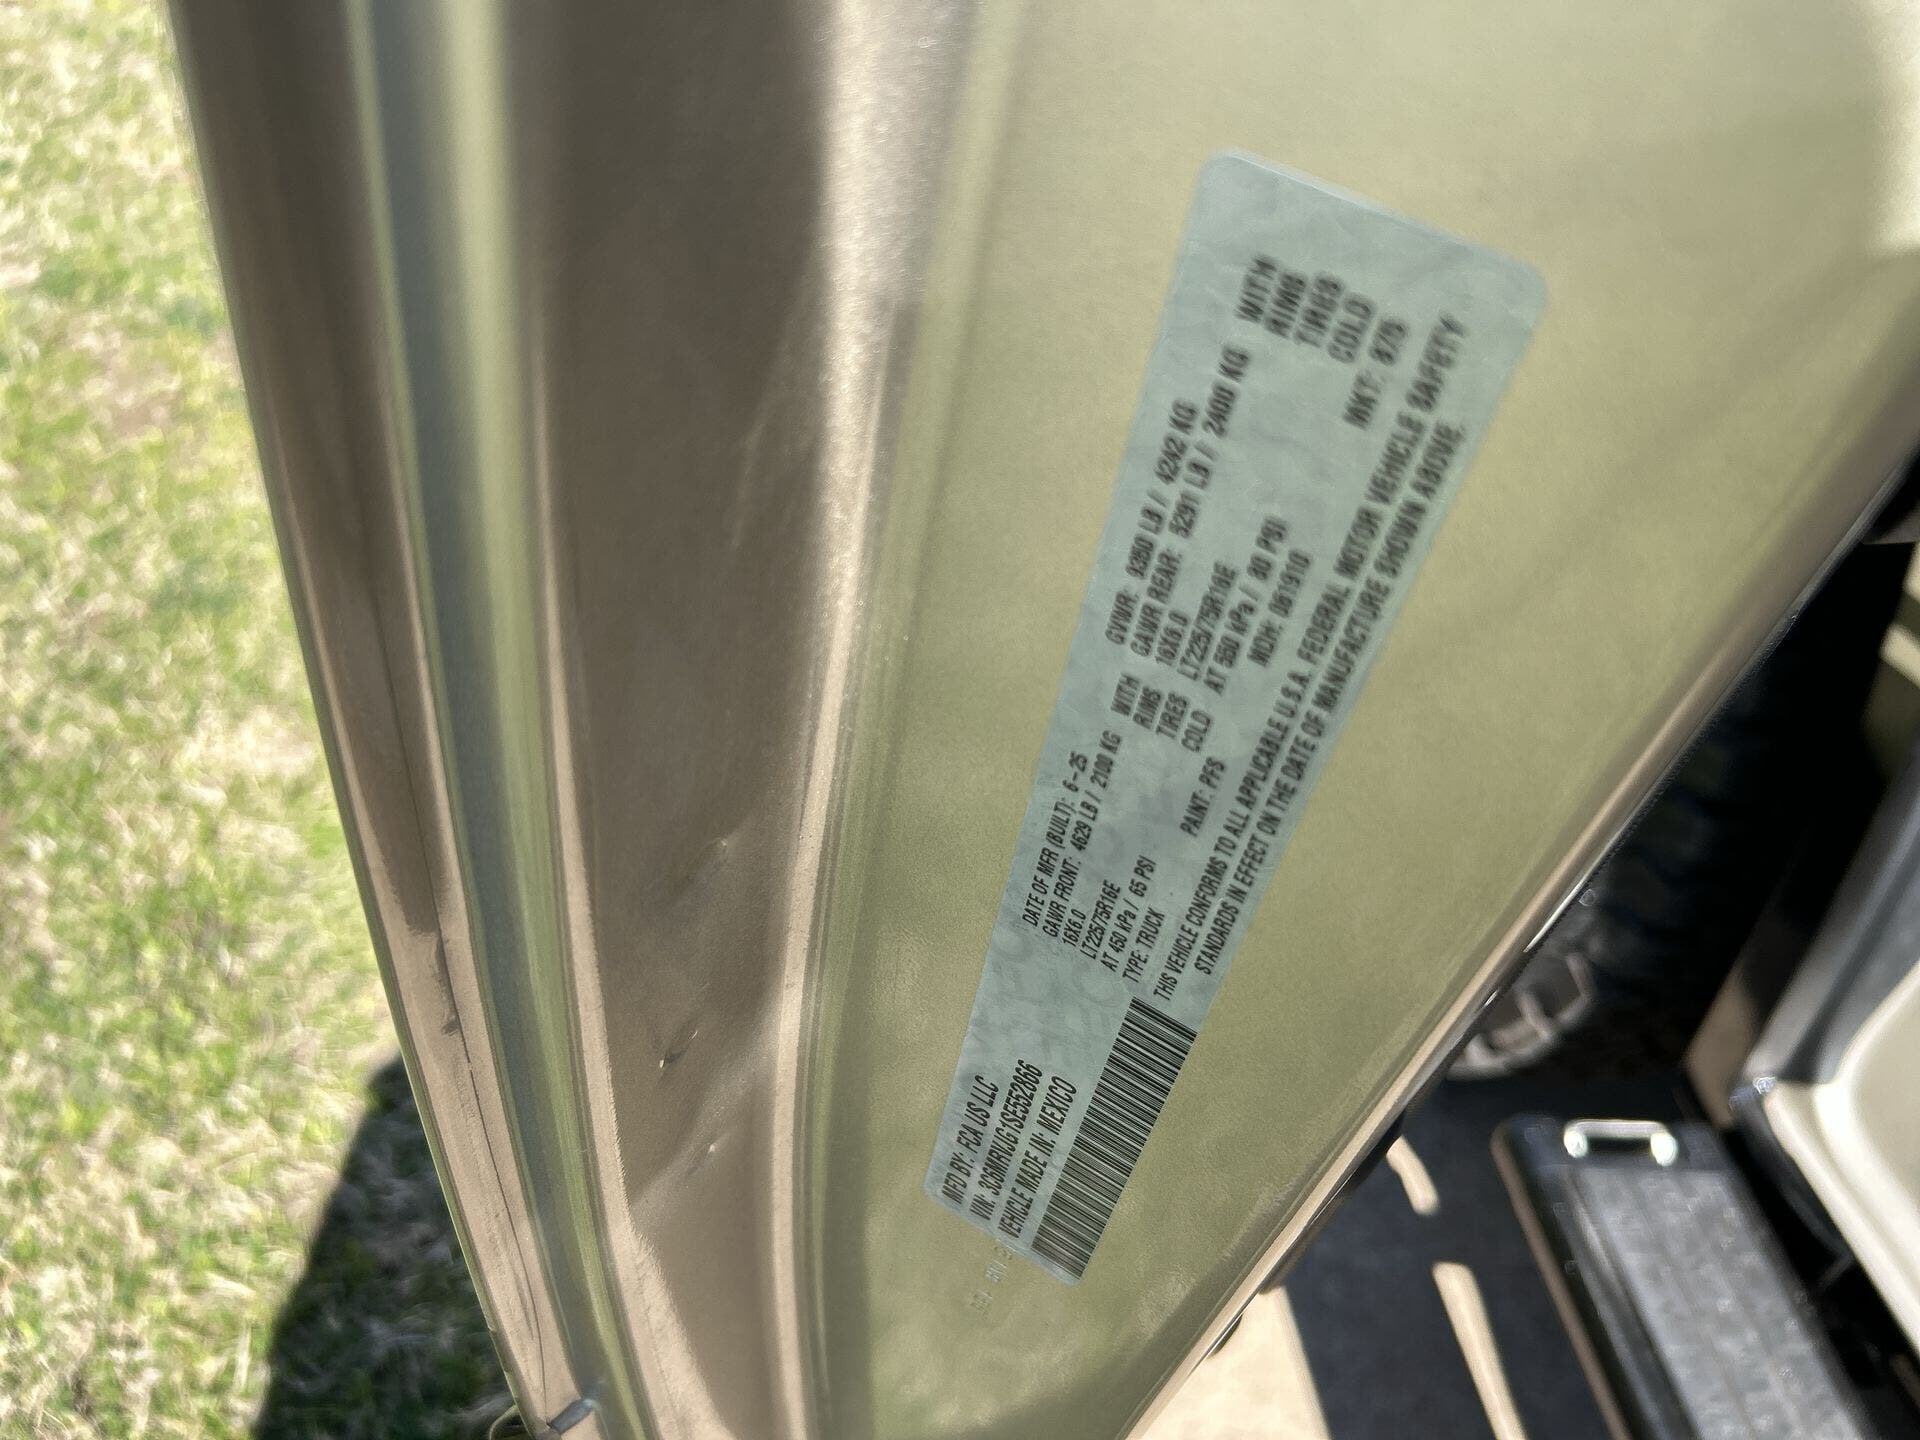 MFD BY: FCA US LLC
DATE OF MFR (BUILT): 6-25
GVWR: 9350 LB / 4242 KG
VIN: 3C6MRVUG1SE552866
GAWR FRONT: 4629 LB / 2100 KG
WITH
GAWR REAR: 5291 LB / 2400 KG
WITH
VEHICLE MADE IN: MEXICO
16X6.0
RIMS
16X6.0
RIMS
LT225/75R16E
TIRES
LT225/75R16E
TIRES
AT 450 kPa / 65 PSI
COLD
AT 550 kPa / 80 PSI
COLD
TYPE: TRUCK
PAINT: PFS
MDH: 061910
MKT:
THIS VEHICLE CONFORMS TO ALL APPLICABLE U.S.A. FEDERAL MOTOR VEHICLE SAFETY
STANDARDS IN EFFECT ON THE DATE OF MANUFACTURE SHOWN ABOVE.